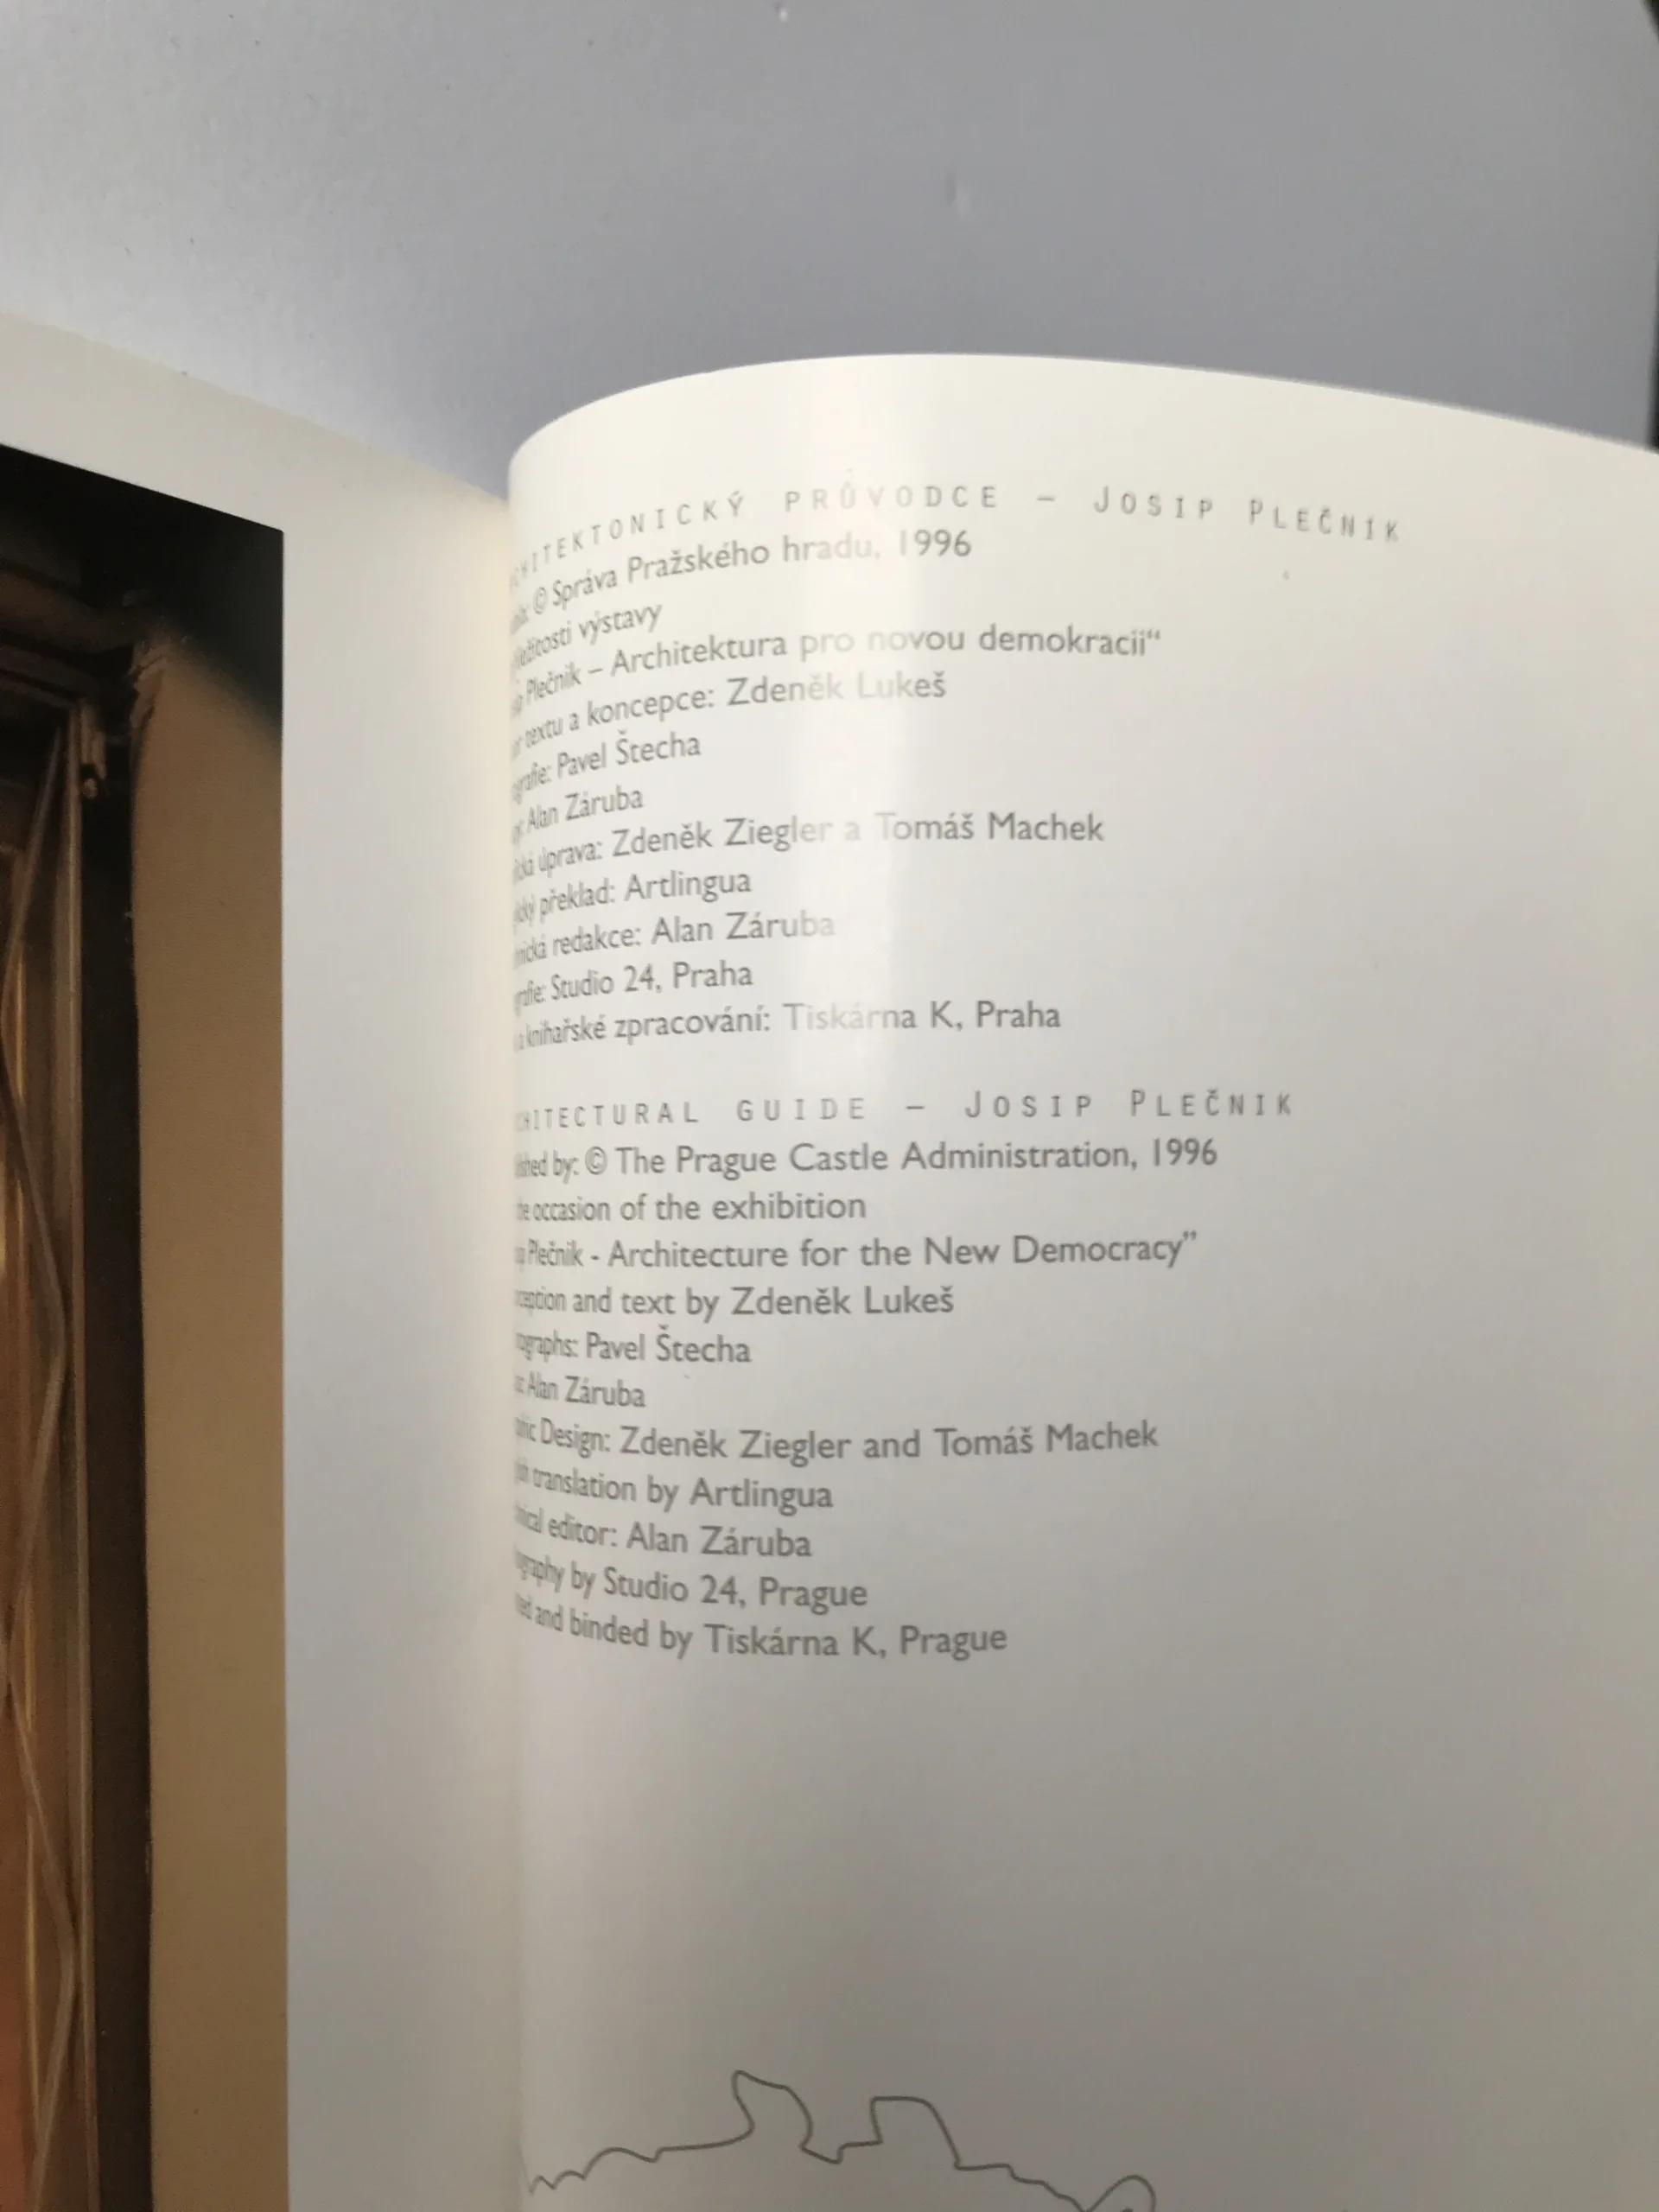 PRŮVODCE – JOSIP PLEČNIK
© Správa Pražského hradu, 1996
výstavy
Plečnik – Architektura pro novou demokracii“
textu a koncepce: Zdeněk Lukeš
Pavel Štecha
Alan Záruba
úprava: Zdeněk Ziegler a Tomáš Machek
překlad: Artlingua
redakce: Alan Záruba
Studio 24, Praha
knihařské zpracování: Tiskárna K, Praha
GUIDE – JOSIP PLEČNIK
by: © The Prague Castle Administration, 1996
occasion of the exhibition
Plečnik - Architecture for the New Democracy”
and text by Zdeněk Lukeš
Pavel Štecha
Alan Záruba
Design: Zdeněk Ziegler and Tomáš Machek
translation by Artlingua
editor: Alan Záruba
by Studio 24, Prague
and binded by Tiskárna K, Prague